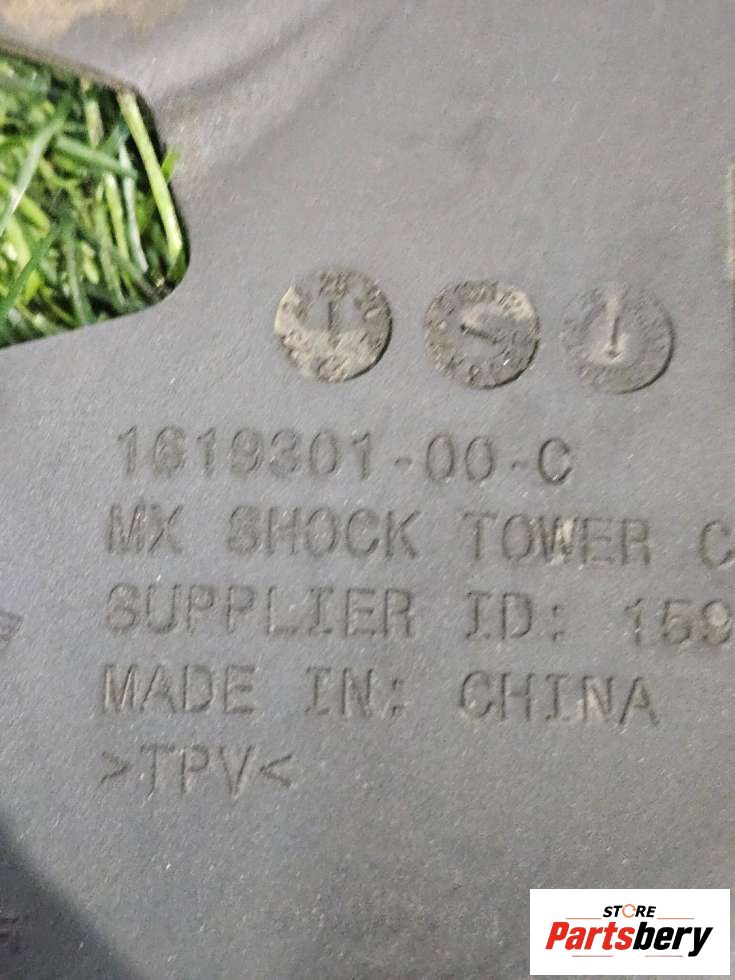 1619301-00-C
MX SHOCK TOWER C
SUPPLIER ID: 159
MADE IN: CHINA
>TPV<
STORE
Partsbery